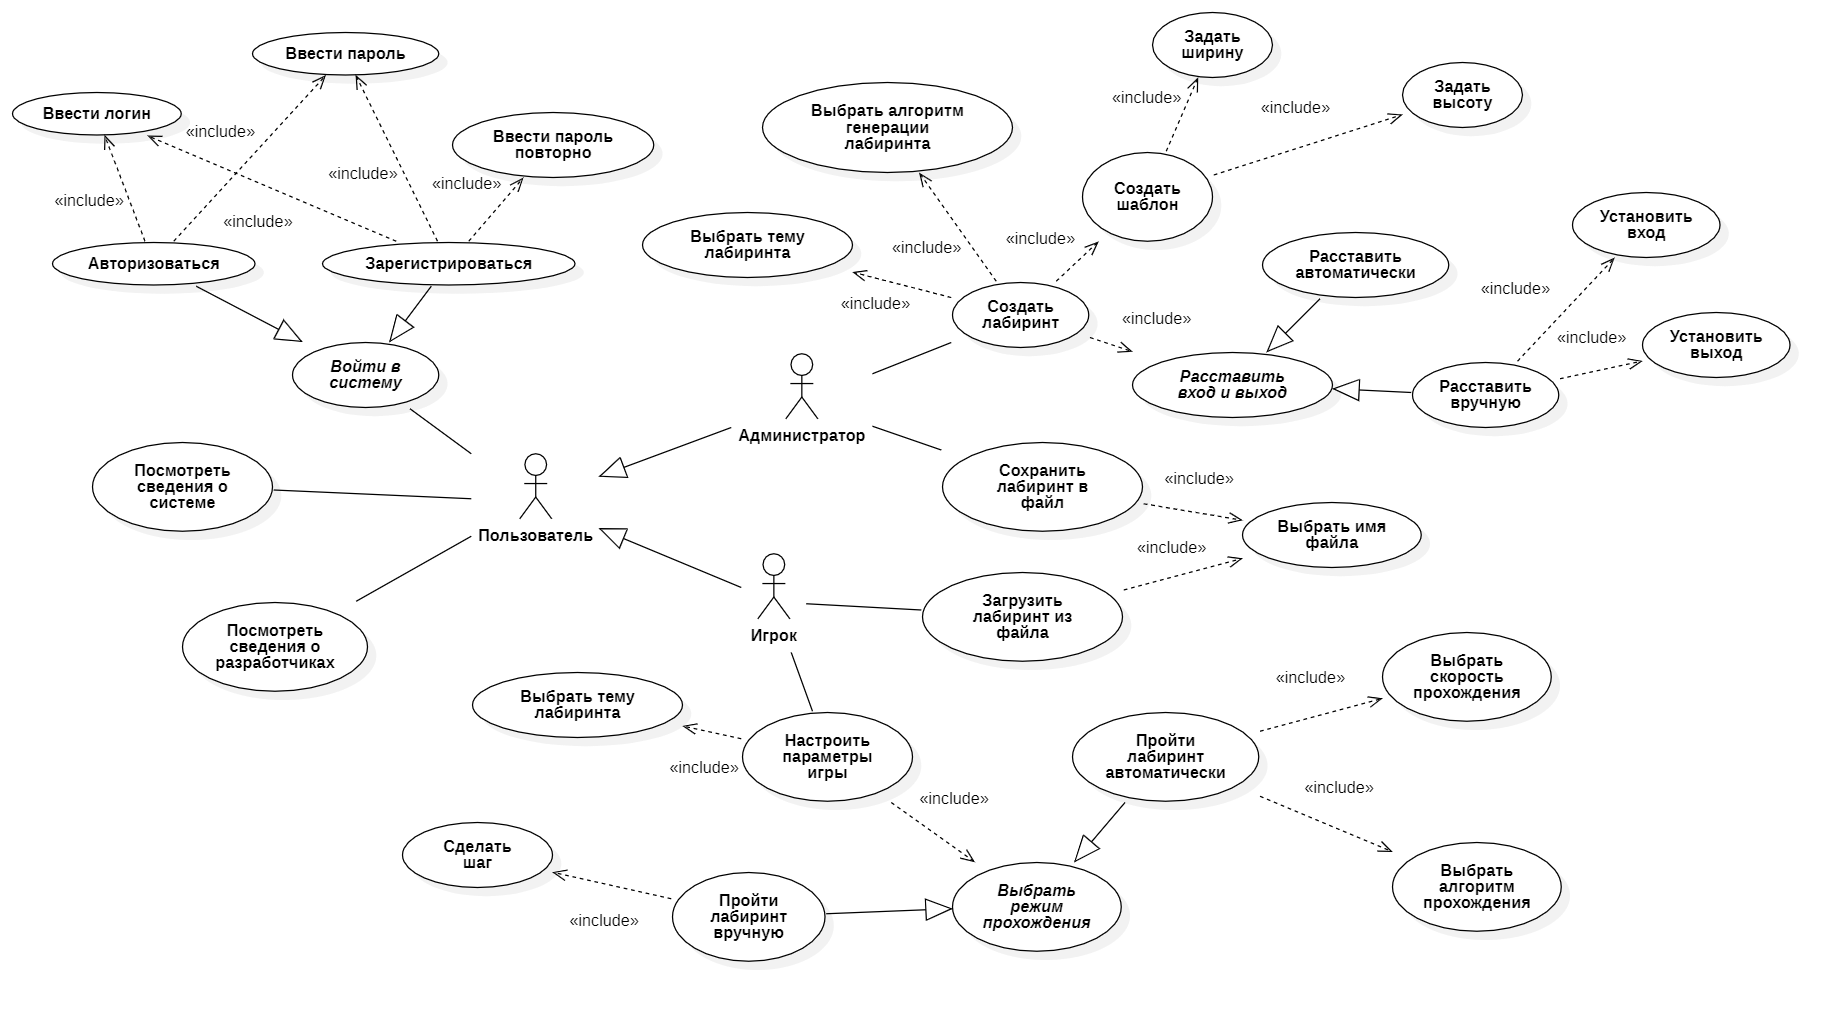 Задать
ширину
Ввести пароль
Задать
высоту
«include»
Выбрать алгоритм
генерации
лабиринта
«include»
Ввести логин
«include»
Ввести пароль
повторно
«include»
«include»
Создать
шаблон
«include»
«include»
Установить
вход
Выбрать тему
лабиринта
«include»
«include»
Расставить
автоматически
Авторизоваться
Зарегистрироваться
«include»
«include»
Создать
лабиринт
«include»
«include»
Установить
выход
Войти в
систему
Расставить
вход и выход
Расставить
вручную
Администратор
Посмотреть
сведения о
системе
Сохранить
лабиринт в
файл
«include»
Пользователь
Выбрать имя
файла
«include»
Загрузить
лабиринт из
файла
Игрок
Посмотреть
сведения о
разработчиках
Выбрать
скорость
прохождения
«include»
Выбрать тему
лабиринта
Настроить
параметры
игры
Пройти
лабиринт
автоматически
«include»
«include»
«include»
Сделать
шаг
Выбрать
алгоритм
прохождения
Выбрать
режим
прохождения
Пройти
лабиринт
вручную
«include»